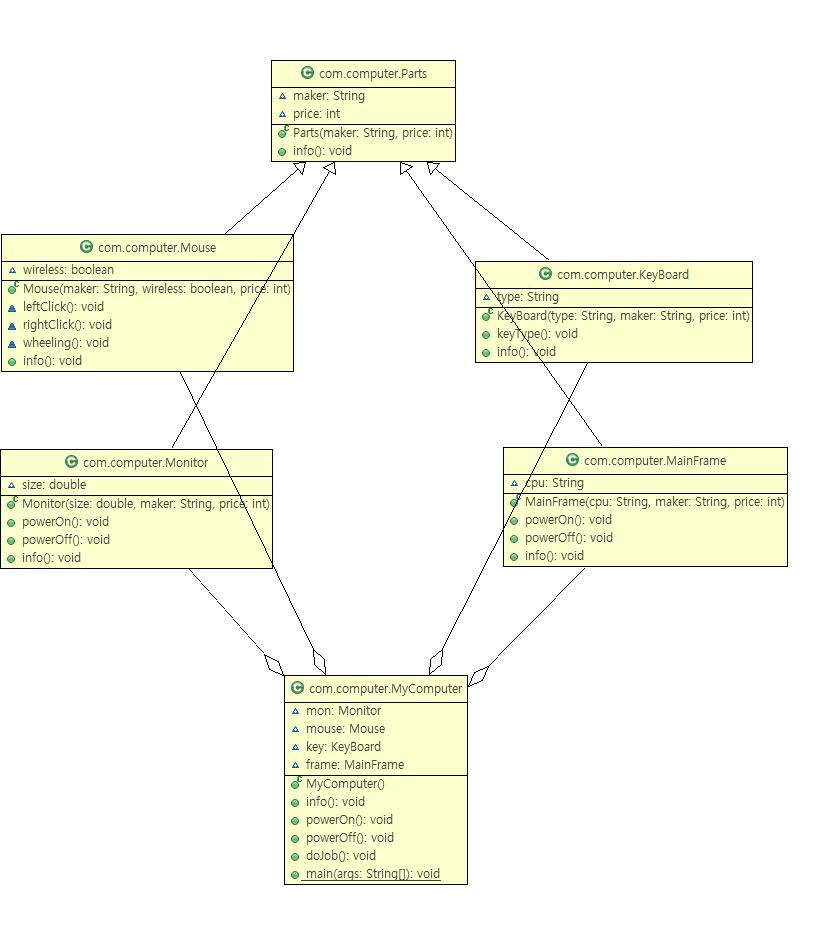 com.computer.Parts
maker: String
price: int
Parts(maker: String, price: int)
info(): void
com.computer.Mouse
wireless: boolean
Mouse(maker: String, wireless: boolean, price: int)
leftClick(): void
rightClick(): void
wheeling(): void
info(): void
com.computer.KeyBoard
type: String
KeyBoard(type: String, maker: String, price: int)
keyType(): void
info(): void
com.computer.Monitor
size: double
Monitor(size: double, maker: String, price: int)
powerOn(): void
powerOff(): void
info(): void
com.computer.MainFrame
cpu: String
MainFrame(cpu: String, maker: String, price: int)
powerOn(): void
powerOff(): void
info(): void
com.computer.MyComputer
mon: Monitor
mouse: Mouse
key: KeyBoard
frame: MainFrame
MyComputer()
info(): void
powerOn(): void
powerOff(): void
doJob(): void
main(args: String[]): void